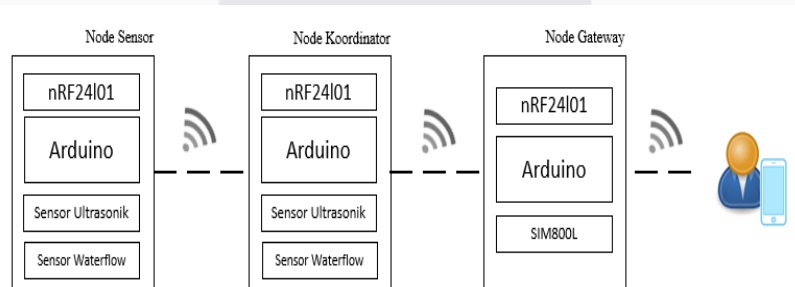 Node Sensor
Node Koordinator
Node Gateway
nRF24l01
Arduino
Sensor Ultrasonik
Sensor Waterflow
nRF24l01
Arduino
Sensor Ultrasonik
Sensor Waterflow
nRF24l01
Arduino
SIM800L